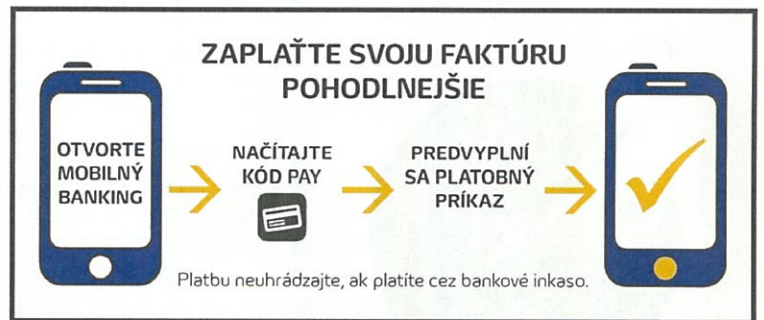 ZAPLAŤTE SVOJU FAKTÚRU
POHODLNEJŠIE
OTVORTE
MOBILNÝ
BANKING
NAČÍTAJTE
KÓD PAY
PREDVYPLNÍ
SA PLATOBNÝ
PRÍKAZ
Platbu neuhrádzajte, ak platíte cez bankové inkaso.